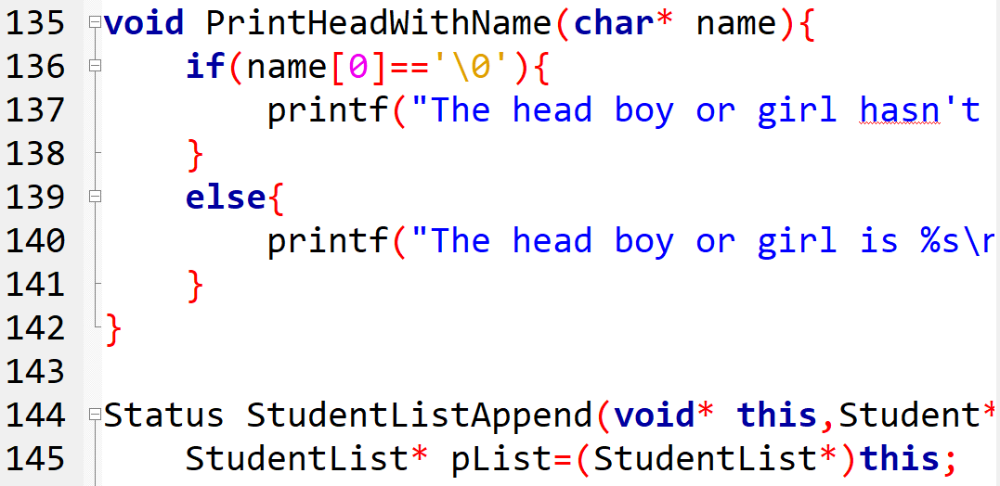 135 void PrintHeadWithName(char* name){
136 if(name[0]=='\0'){
137 printf("The head boy or girl hasn't
138 }
139 else{
140 printf("The head boy or girl is %s\n
141 }
142 }
143
144 Status StudentListAppend(void* this,Student*
145 StudentList* pList=(StudentList*)this;